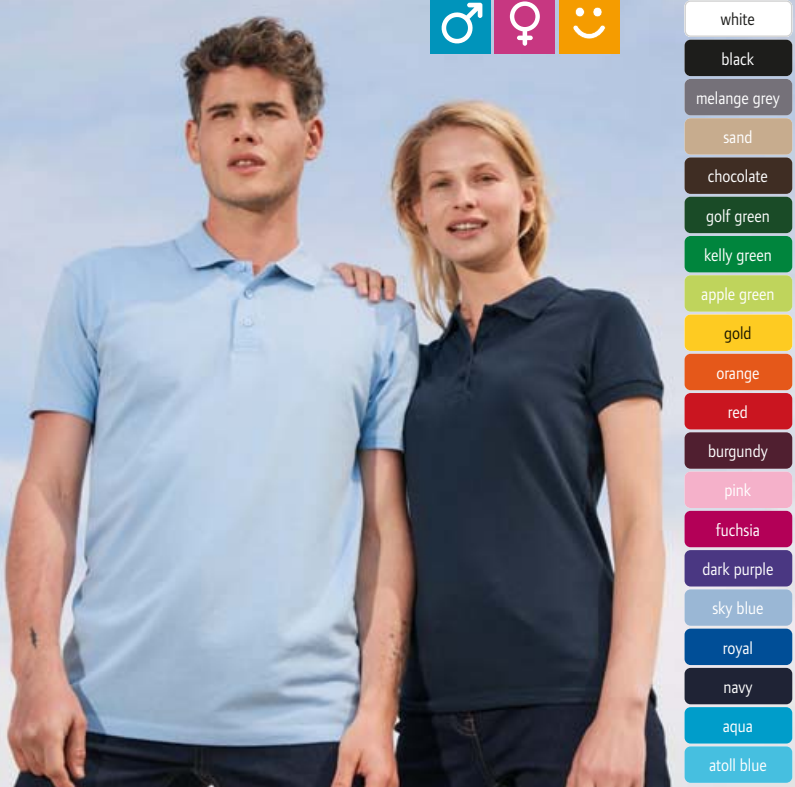 white
black
melange grey
sand
chocolate
golf green
kelly green
apple green
gold
orange
red
burgundy
pink
fuchsia
dark purple
sky blue
royal
navy
aqua
atoll blue